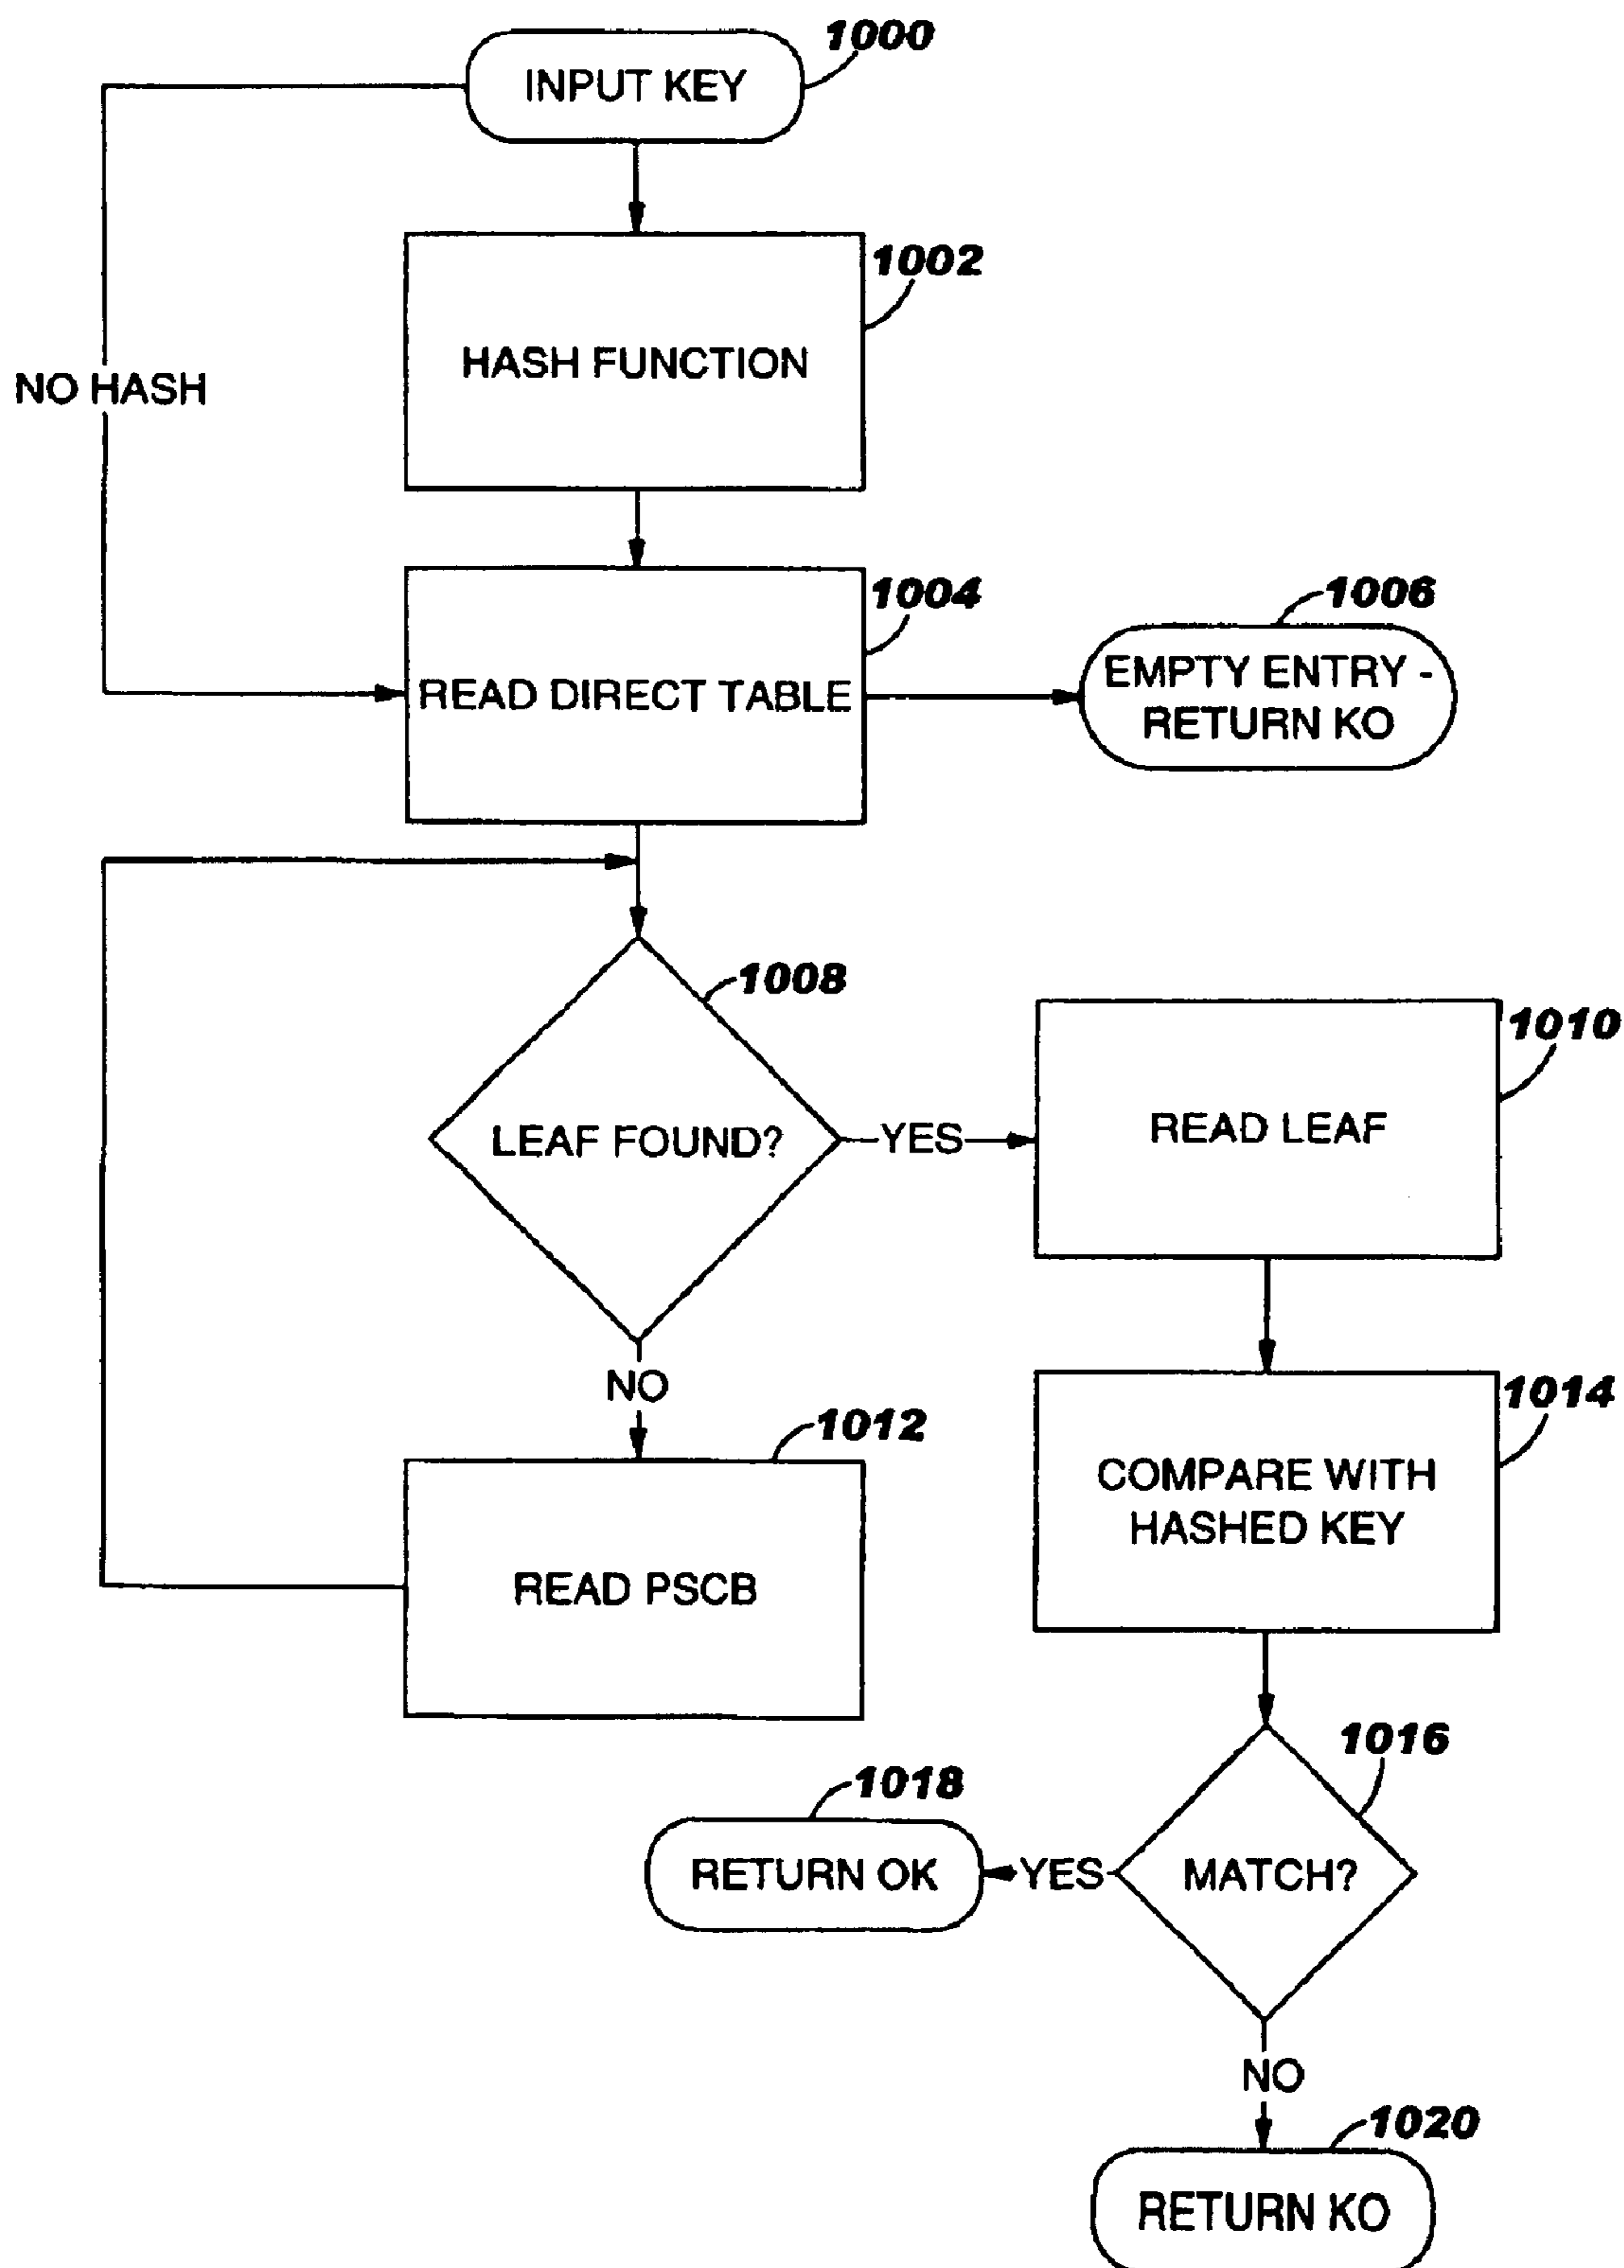 1000
INPUT KEY
1002
HASH FUNCTION
NO HASH
1004
READ DIRECT TABLE
1006
EMPTY ENTRY -
RETURN KO
1008
LEAF FOUND?
YES
1010
READ LEAF
NO
1012
READ PSCB
1014
COMPARE WITH
HASHED KEY
1016
MATCH?
YES
1018
RETURN OK
NO
1020
RETURN KO